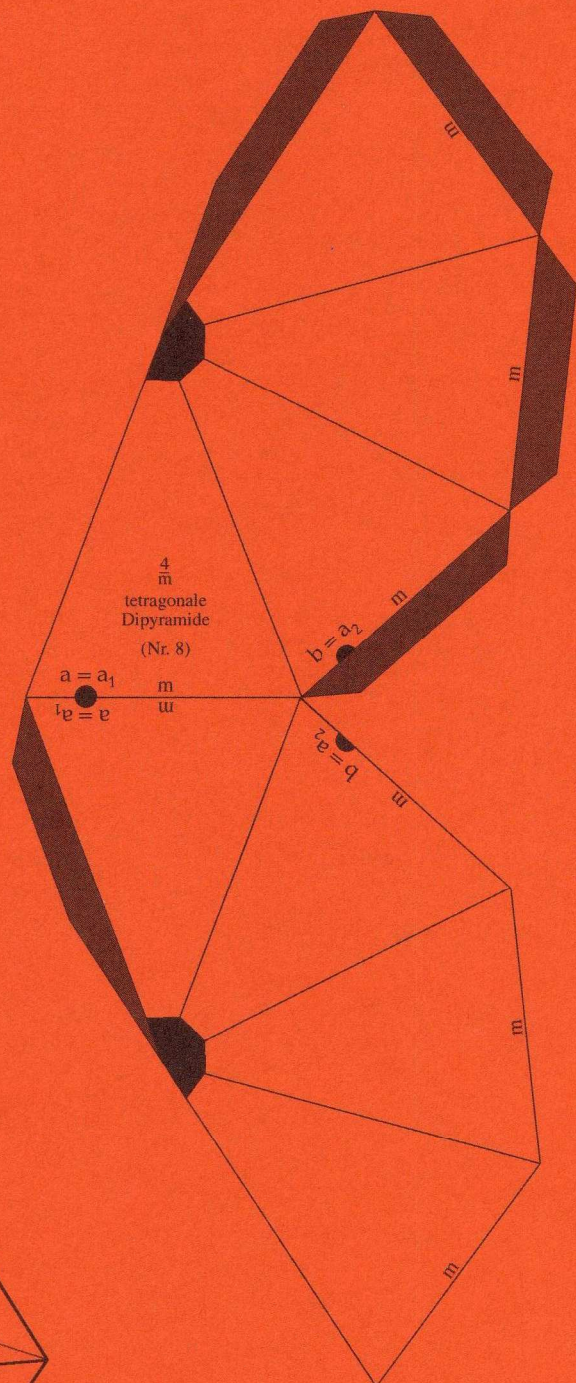 m
m
4
m
tetragonale
Dipyramide
(Nr. 8)
m
b = a₂
a = a₁
m
a = a₁
m
b = a₂
m
m
m